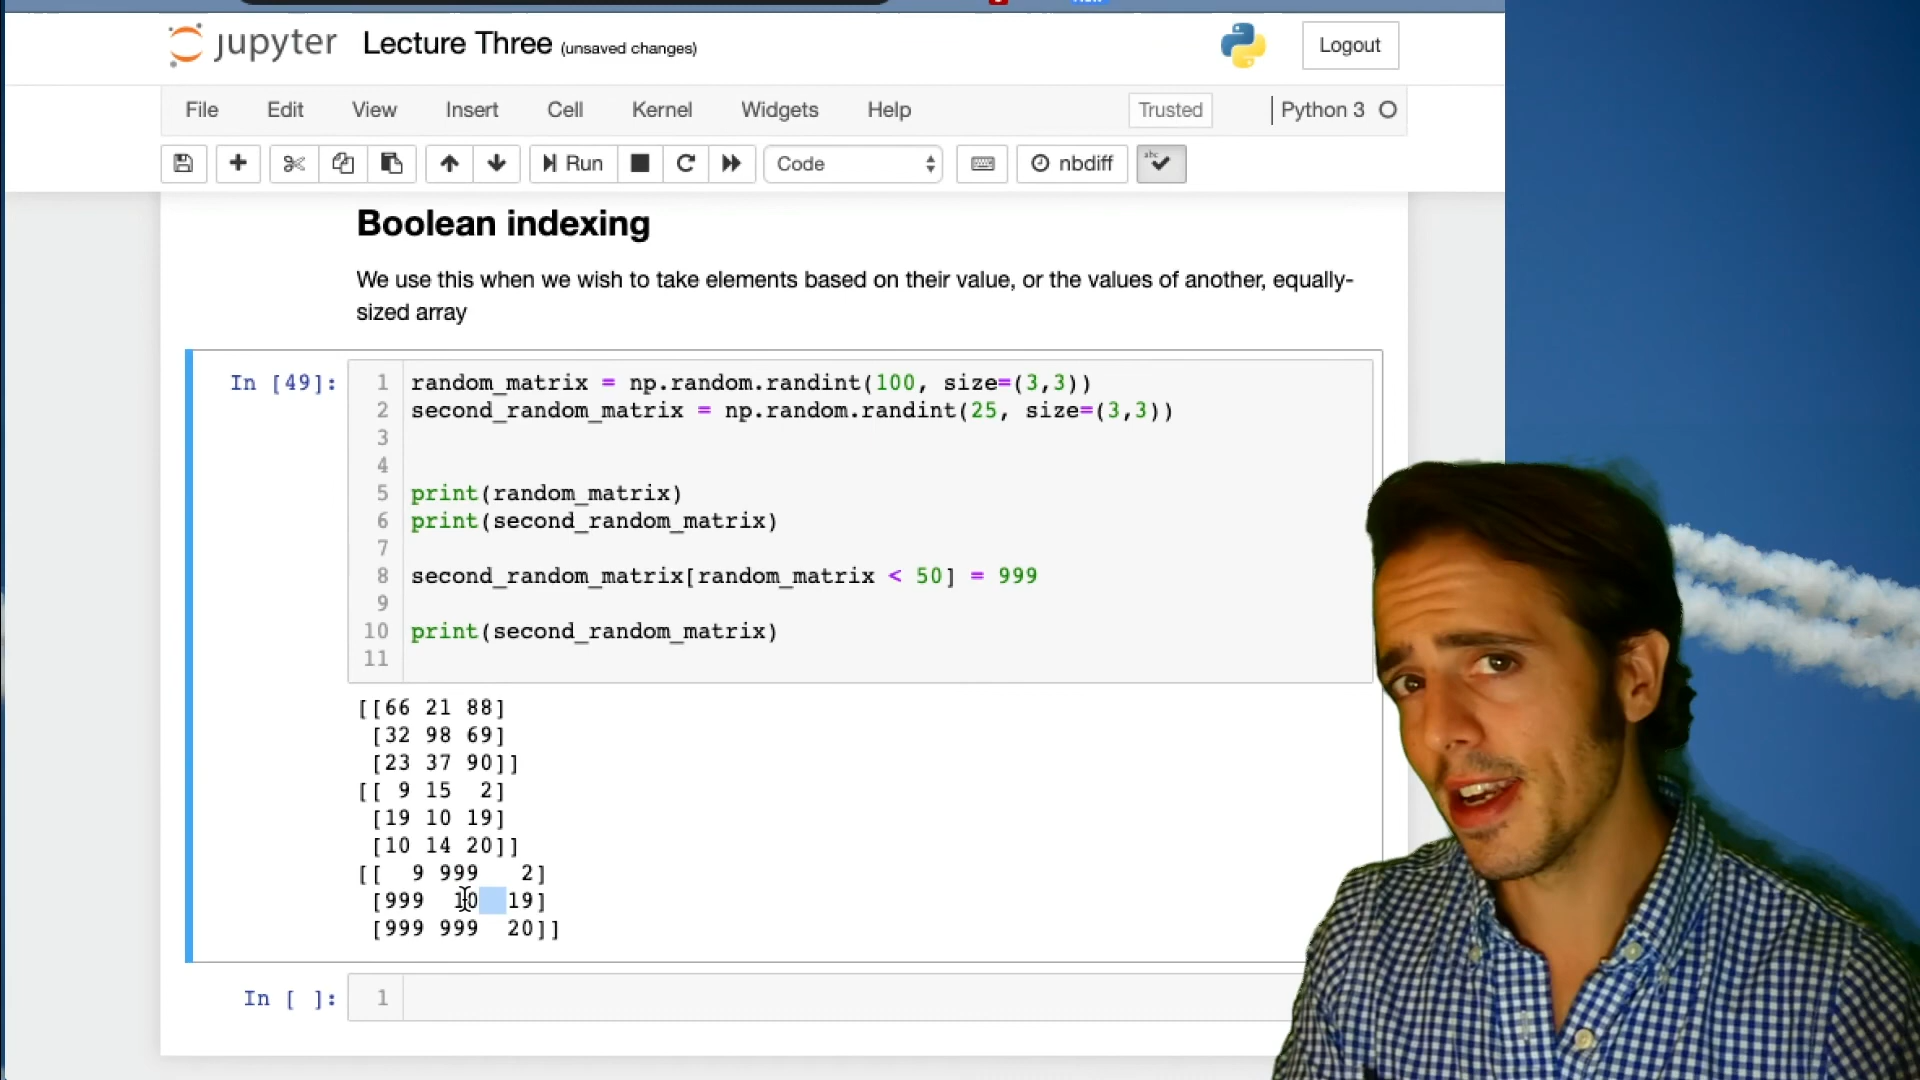 jupyter Lecture Three (unsaved changes) Logout
File Edit View Insert Cell Kernel Widgets Help Trusted Python 3
Run Code nbdiff abc
Boolean indexing
We use this when we wish to take elements based on their value, or the values of another, equally-
sized array
In [49]:
1 random_matrix = np.random.randint(100, size=(3,3))
2 second_random_matrix = np.random.randint(25, size=(3,3))
3
4
5 print(random_matrix)
6 print(second_random_matrix)
7
8 second_random_matrix[random_matrix < 50] = 999
9
10 print(second_random_matrix)
11
[[66 21 88]
 [32 98 69]
 [23 37 90]]
[[ 9 15  2]
 [19 10 19]
 [10 14 20]]
[[  9 999   2]
 [999  10  19]
 [999 999  20]]
In [ ]: 1